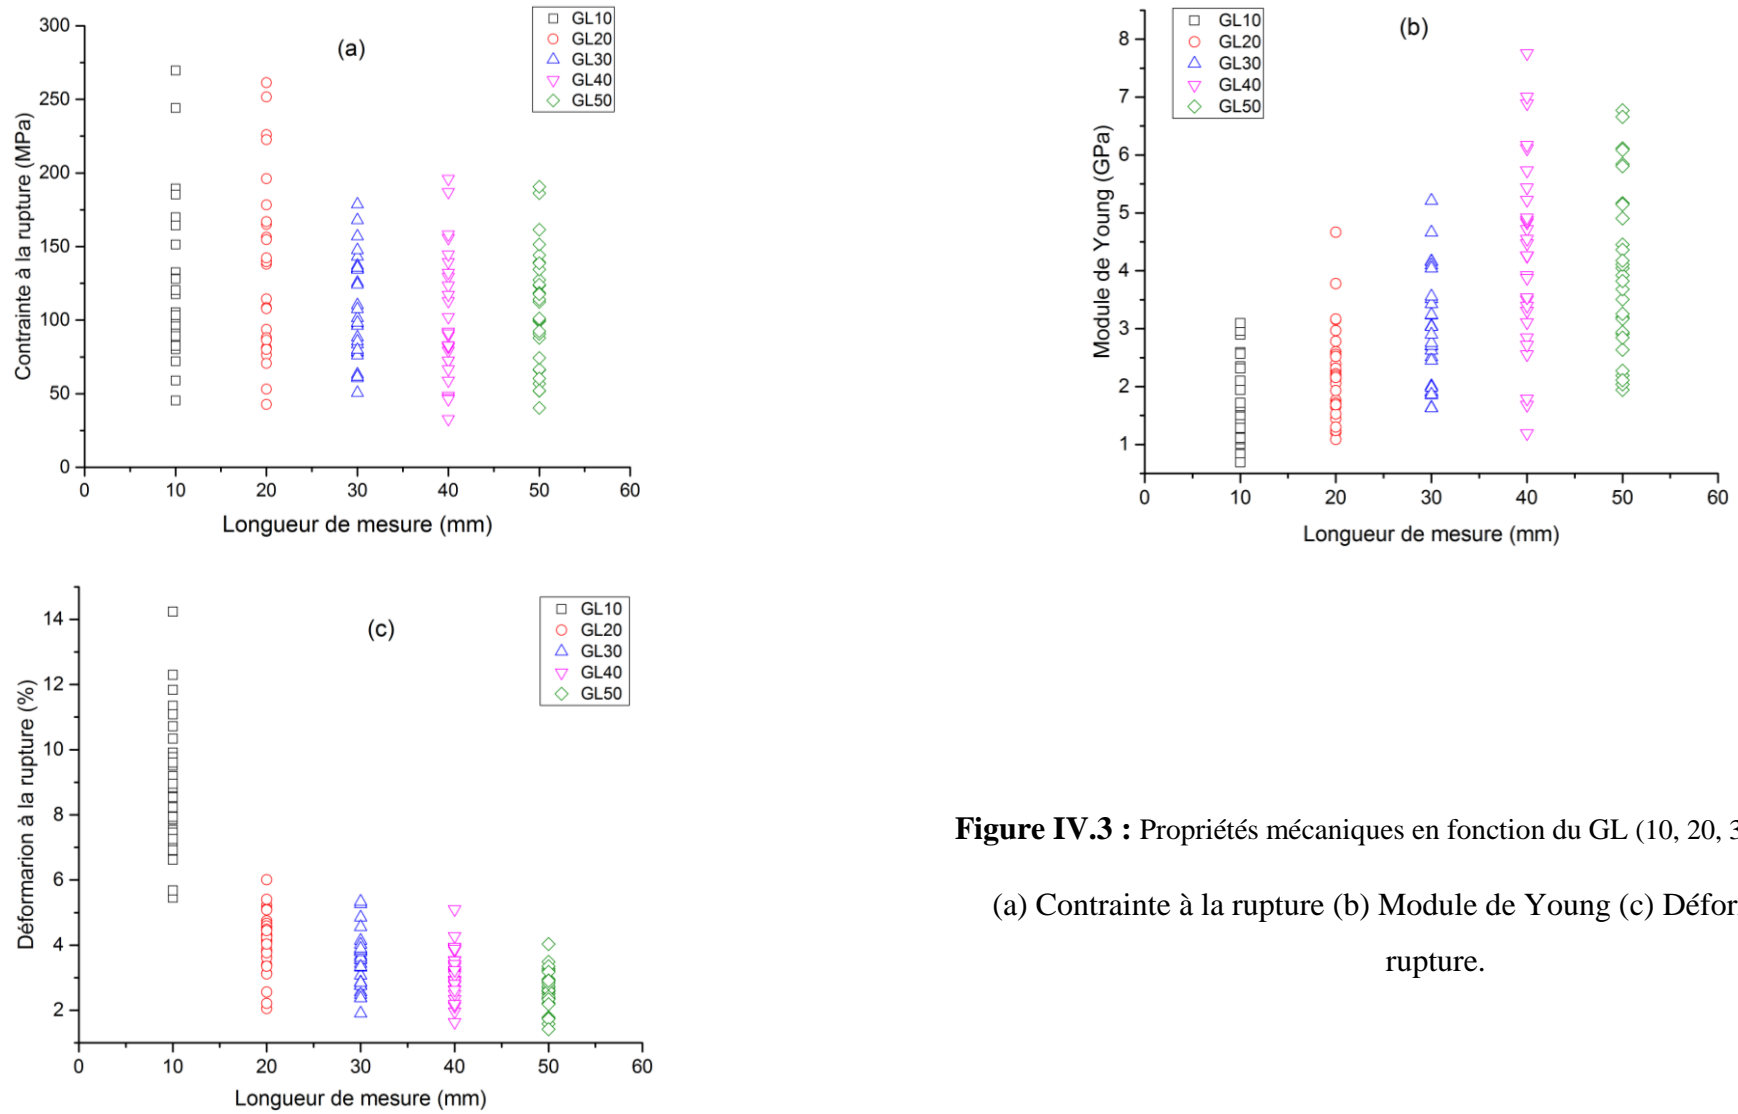 300
250
200
150
100
50
0
Contrainte à la rupture (MPa)
(a)
GL10
GL20
GL30
GL40
GL50
0 10 20 30 40 50 60
Longueur de mesure (mm)
8
7
6
5
4
3
2
1
Module de Young (GPa)
(b)
GL10
GL20
GL30
GL40
GL50
0 10 20 30 40 50 60
Longueur de mesure (mm)
14
12
10
8
6
4
2
Déformarion à la rupture (%)
(c)
GL10
GL20
GL30
GL40
GL50
0 10 20 30 40 50 60
Longueur de mesure (mm)
Figure IV.3 : Propriétés mécaniques en fonction du GL (10, 20, 3
(a) Contrainte à la rupture (b) Module de Young (c) Défor
rupture.